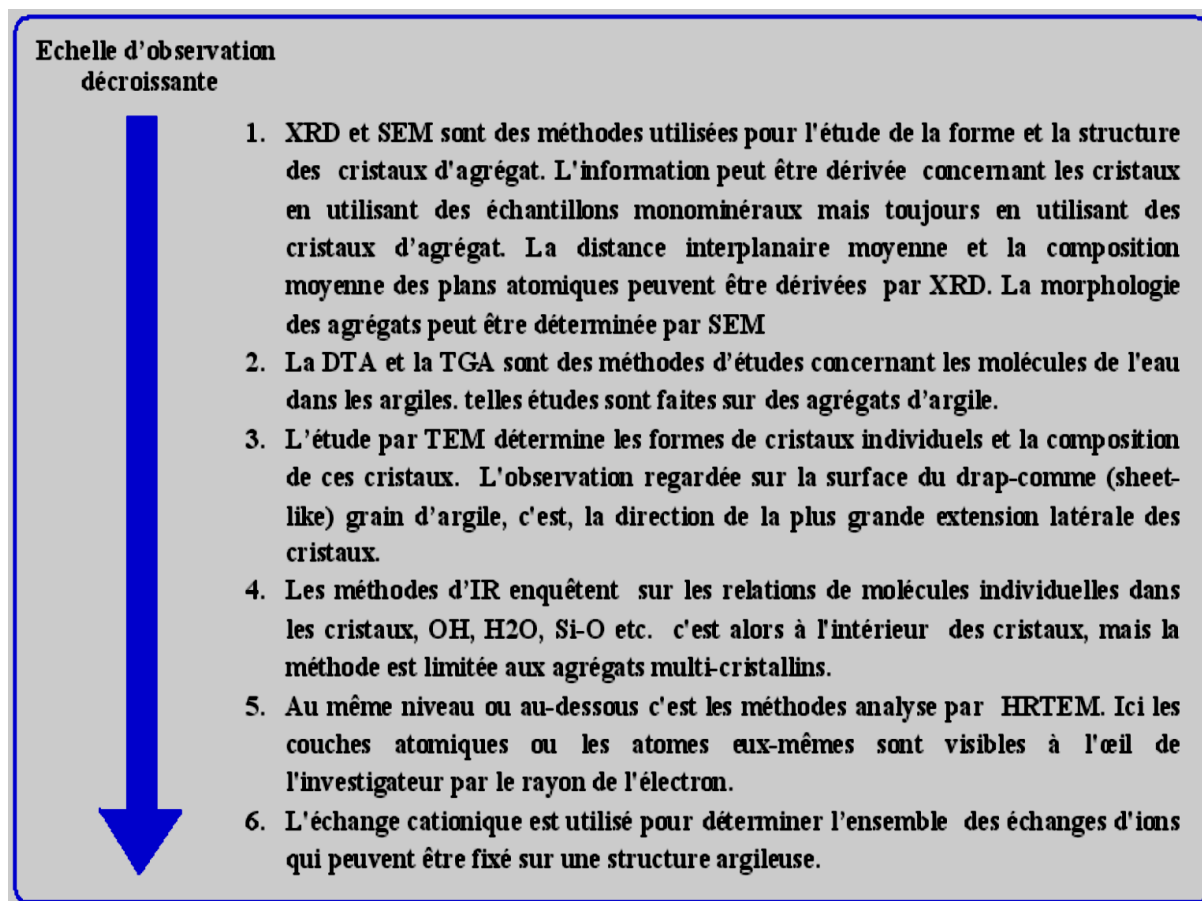 Echelle d'observation
décroissante
1. XRD et SEM sont des méthodes utilisées pour l'étude de la forme et la structure
des cristaux d'agrégat. L'information peut être dérivée concernant les cristaux
en utilisant des échantillons monominéraux mais toujours en utilisant des
cristaux d'agrégat. La distance interplanaire moyenne et la composition
moyenne des plans atomiques peuvent être dérivées par XRD. La morphologie
des agrégats peut être déterminée par SEM
2. La DTA et la TGA sont des méthodes d'études concernant les molécules de l'eau
dans les argiles. telles études sont faites sur des agrégats d'argile.
3. L'étude par TEM détermine les formes de cristaux individuels et la composition
de ces cristaux. L'observation regardée sur la surface du drap-comme (sheet-
like) grain d'argile, c'est, la direction de la plus grande extension latérale des
cristaux.
4. Les méthodes d'IR enquêtent sur les relations de molécules individuelles dans
les cristaux, OH, H2O, Si-O etc. c'est alors à l'intérieur des cristaux, mais la
méthode est limitée aux agrégats multi-cristallins.
5. Au même niveau ou au-dessous c'est les méthodes analyse par HRTEM. Ici les
couches atomiques ou les atomes eux-mêmes sont visibles à l'œil de
l'investigateur par le rayon de l'électron.
6. L'échange cationique est utilisé pour déterminer l'ensemble des échanges d'ions
qui peuvent être fixé sur une structure argileuse.